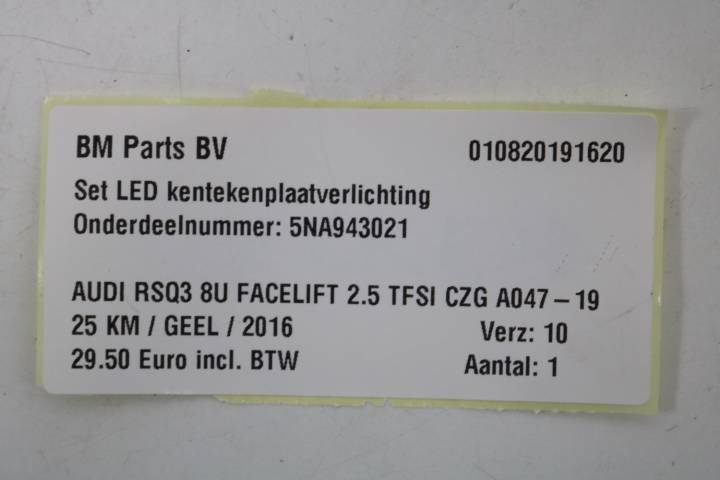 BM Parts BV 010820191620
Set LED kentekenplaatverlichting
Onderdeelnummer: 5NA943021
AUDI RSQ3 8U FACELIFT 2.5 TFSI CZG A047-19
25 KM / GEEL / 2016 Verz: 10
29.50 Euro incl. BTW Aantal: 1